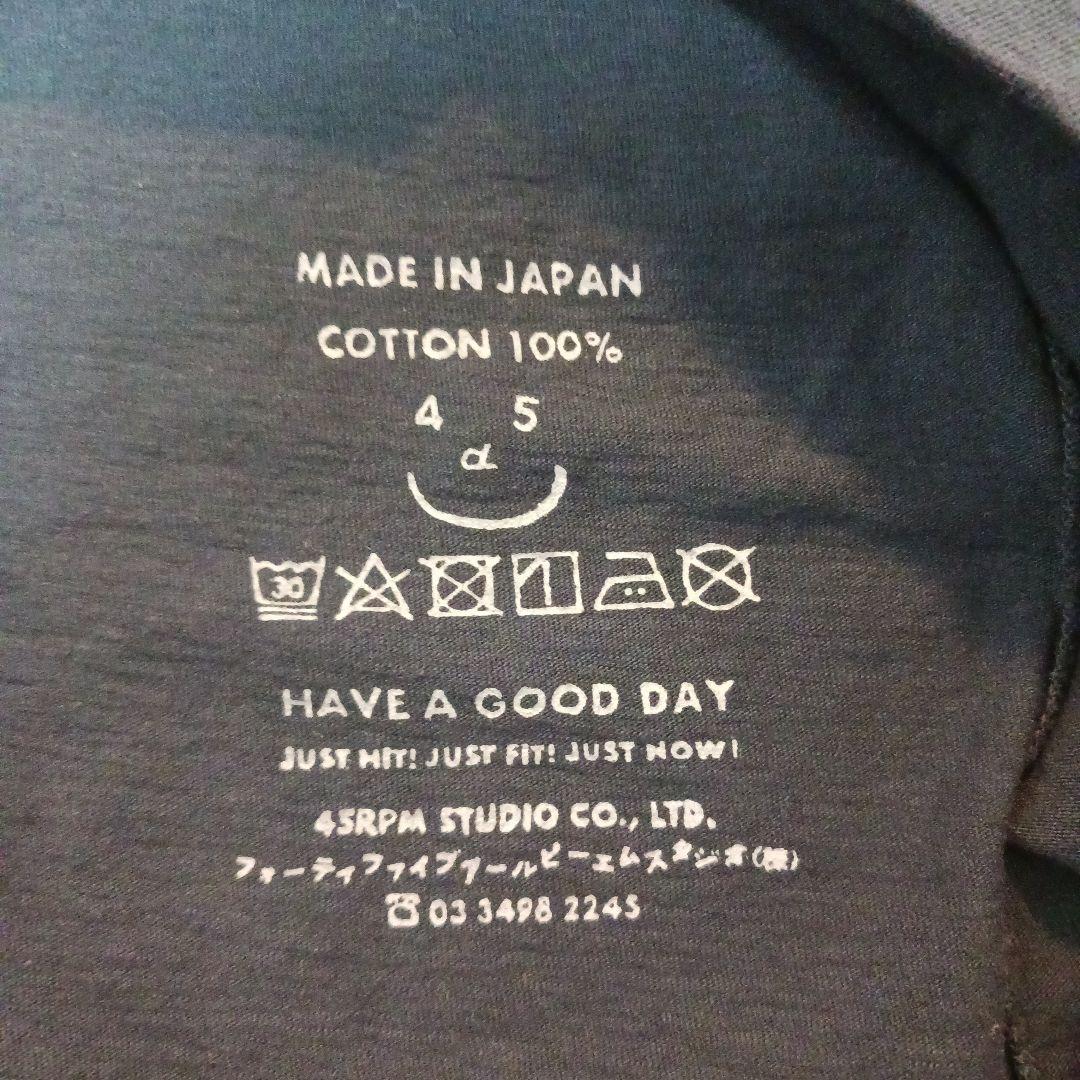 MADE IN JAPAN
COTTON 100%
4 5
d
30
HAVE A GOOD DAY
JUST HIT! JUST FIT! JUST NOW!
45RPM STUDIO CO., LTD.
フォーティファイブアールピーエムスタジオ(株)
☎ 03 3498 2245